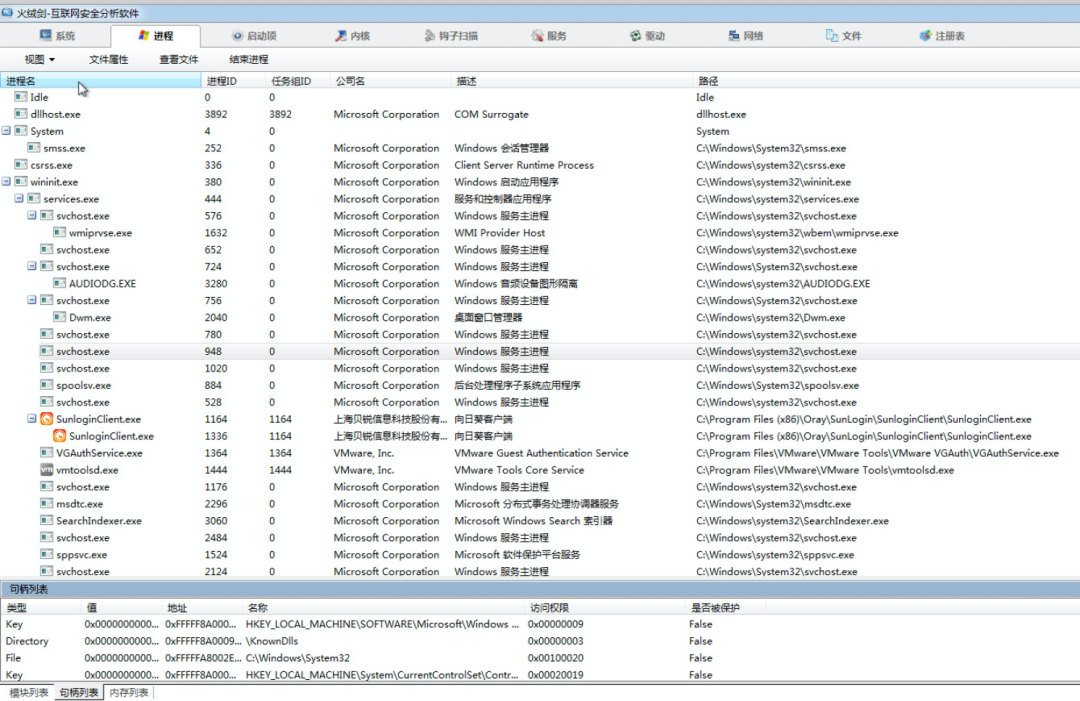 火绒剑-互联网安全分析软件
系统 进程 启动项 内核 钩子扫描 服务 驱动 网络 文件 注册表
视图 文件属性 查看文件 结束进程
进程名 进程ID 任务组ID 公司名 描述 路径
Idle 0 0 Idle
dllhost.exe 3892 3892 Microsoft Corporation COM Surrogate dllhost.exe
System 4 0 System
smss.exe 252 0 Microsoft Corporation Windows 会话管理器 C:\Windows\System32\smss.exe
csrss.exe 336 0 Microsoft Corporation Client Server Runtime Process C:\Windows\system32\csrss.exe
wininit.exe 380 0 Microsoft Corporation Windows 启动应用程序 C:\Windows\system32\wininit.exe
services.exe 444 0 Microsoft Corporation 服务和控制器应用程序 C:\Windows\system32\services.exe
svchost.exe 576 0 Microsoft Corporation Windows 服务主进程 C:\Windows\system32\svchost.exe
wmiprvse.exe 1632 0 Microsoft Corporation WMI Provider Host C:\Windows\system32\wbem\wmiprvse.exe
svchost.exe 652 0 Microsoft Corporation Windows 服务主进程 C:\Windows\system32\svchost.exe
svchost.exe 724 0 Microsoft Corporation Windows 服务主进程 C:\Windows\System32\svchost.exe
AUDIODG.EXE 3280 0 Microsoft Corporation Windows 音频设备图形隔离 C:\Windows\system32\AUDIODG.EXE
svchost.exe 756 0 Microsoft Corporation Windows 服务主进程 C:\Windows\System32\svchost.exe
Dwm.exe 2040 0 Microsoft Corporation 桌面窗口管理器 C:\Windows\system32\Dwm.exe
svchost.exe 780 0 Microsoft Corporation Windows 服务主进程 C:\Windows\system32\svchost.exe
svchost.exe 948 0 Microsoft Corporation Windows 服务主进程 C:\Windows\system32\svchost.exe
svchost.exe 1020 0 Microsoft Corporation Windows 服务主进程 C:\Windows\system32\svchost.exe
spoolsv.exe 884 0 Microsoft Corporation 后台处理程序子系统应用程序 C:\Windows\System32\spoolsv.exe
svchost.exe 528 0 Microsoft Corporation Windows 服务主进程 C:\Windows\system32\svchost.exe
SunloginClient.exe 1164 1164 上海贝锐信息科技股份有... 向日葵客户端 C:\Program Files (x86)\Oray\SunLogin\SunloginClient\SunloginClient.exe
SunloginClient.exe 1336 1164 上海贝锐信息科技股份有... 向日葵客户端 C:\Program Files (x86)\Oray\SunLogin\SunloginClient\SunloginClient.exe
VGAuthService.exe 1364 1364 VMware, Inc. VMware Guest Authentication Service C:\Program Files\VMware\VMware Tools\VMware VGAuth\VGAuthService.exe
vmtoolsd.exe 1444 1444 VMware, Inc. VMware Tools Core Service C:\Program Files\VMware\VMware Tools\vmtoolsd.exe
svchost.exe 1176 0 Microsoft Corporation Windows 服务主进程 C:\Windows\system32\svchost.exe
msdtc.exe 2296 0 Microsoft Corporation Microsoft 分布式事务处理协调器服务 C:\Windows\System32\msdtc.exe
SearchIndexer.exe 3060 0 Microsoft Corporation Microsoft Windows Search 索引器 C:\Windows\system32\SearchIndexer.exe
svchost.exe 2484 0 Microsoft Corporation Windows 服务主进程 C:\Windows\system32\svchost.exe
sppsvc.exe 1524 0 Microsoft Corporation Microsoft 软件保护平台服务 C:\Windows\system32\sppsvc.exe
svchost.exe 2124 0 Microsoft Corporation Windows 服务主进程 C:\Windows\System32\svchost.exe
句柄列表
类型 值 地址 名称 访问权限 是否被保护
Key 0x0000000000... 0xFFFFF8A000... HKEY_LOCAL_MACHINE\SOFTWARE\Microsoft\Windows ... 0x00000009 False
Directory 0x0000000000... 0xFFFFF8A0009... \KnownDlls 0x00000003 False
File 0x0000000000... 0xFFFFFA8002E... C:\Windows\System32 0x00100020 False
Key 0x0000000000... 0xFFFFF8A000... HKEY_LOCAL_MACHINE\System\CurrentControlSet\Contr... 0x00020019 False
模块列表 句柄列表 内存列表